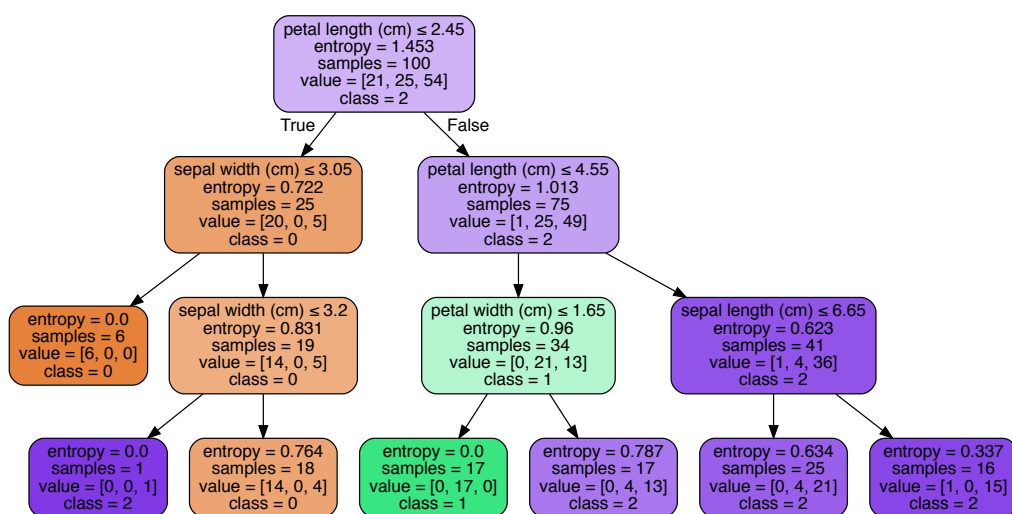 petal length (cm) ≤ 2.45
entropy = 1.453
samples = 100
value = [21, 25, 54]
class = 2
True
False
sepal width (cm) ≤ 3.05
entropy = 0.722
samples = 25
value = [20, 0, 5]
class = 0
petal length (cm) ≤ 4.55
entropy = 1.013
samples = 75
value = [1, 25, 49]
class = 2
entropy = 0.0
samples = 6
value = [6, 0, 0]
class = 0
sepal width (cm) ≤ 3.2
entropy = 0.831
samples = 19
value = [14, 0, 5]
class = 0
petal width (cm) ≤ 1.65
entropy = 0.96
samples = 34
value = [0, 21, 13]
class = 1
sepal length (cm) ≤ 6.65
entropy = 0.623
samples = 41
value = [1, 4, 36]
class = 2
entropy = 0.0
samples = 1
value = [0, 0, 1]
class = 2
entropy = 0.764
samples = 18
value = [14, 0, 4]
class = 0
entropy = 0.0
samples = 17
value = [0, 17, 0]
class = 1
entropy = 0.787
samples = 17
value = [0, 4, 13]
class = 2
entropy = 0.634
samples = 25
value = [0, 4, 21]
class = 2
entropy = 0.337
samples = 16
value = [1, 0, 15]
class = 2